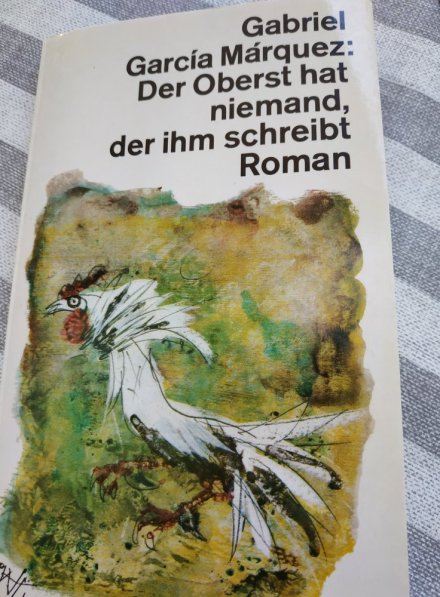 Gabriel
García Márquez:
Der Oberst hat
niemand,
der ihm schreibt
Roman